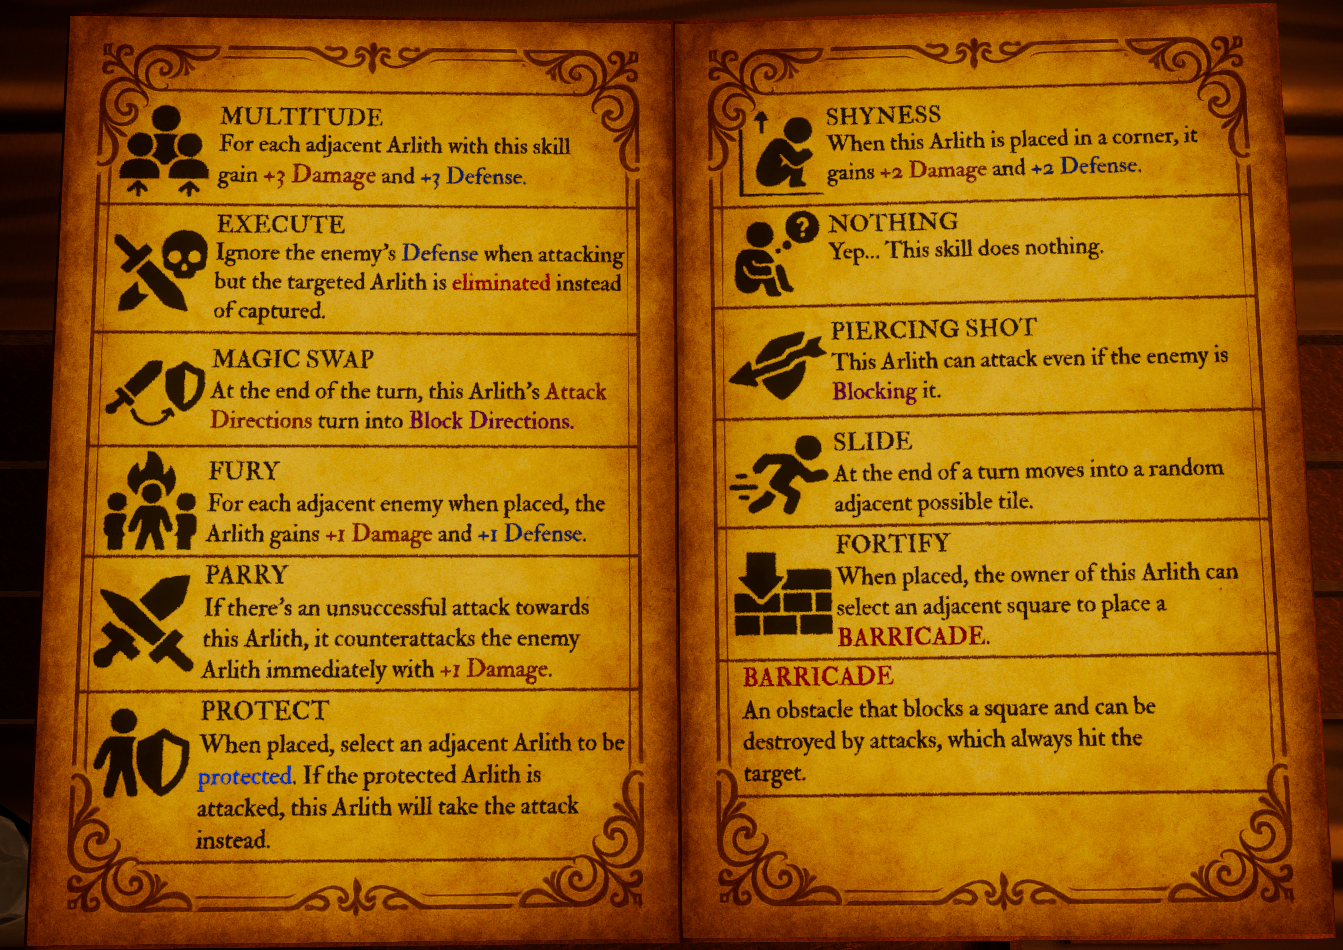 MULTITUDE
For each adjacent Arlith with this skill
gain +3 Damage and +3 Defense.
EXECUTE
Ignore the enemy's Defense when attacking
but the targeted Arlith is eliminated instead
of captured.
MAGIC SWAP
At the end of the turn, this Arlith's Attack
Directions turn into Block Directions.
FURY
For each adjacent enemy when placed, the
Arlith gains +1 Damage and +1 Defense.
PARRY
If there's an unsuccessful attack towards
this Arlith, it counterattacks the enemy
Arlith immediately with +1 Damage.
PROTECT
When placed, select an adjacent Arlith to be
protected. If the protected Arlith is
attacked, this Arlith will take the attack
instead.
SHYNESS
When this Arlith is placed in a corner, it
gains +2 Damage and +2 Defense.
?
NOTHING
Yep... This skill does nothing.
PIERCING SHOT
This Arlith can attack even if the enemy is
Blocking it.
SLIDE
At the end of a turn moves into a random
adjacent possible tile.
FORTIFY
When placed, the owner of this Arlith can
select an adjacent square to place a
BARRICADE.
BARRICADE
An obstacle that blocks a square and can be
destroyed by attacks, which always hit the
target.